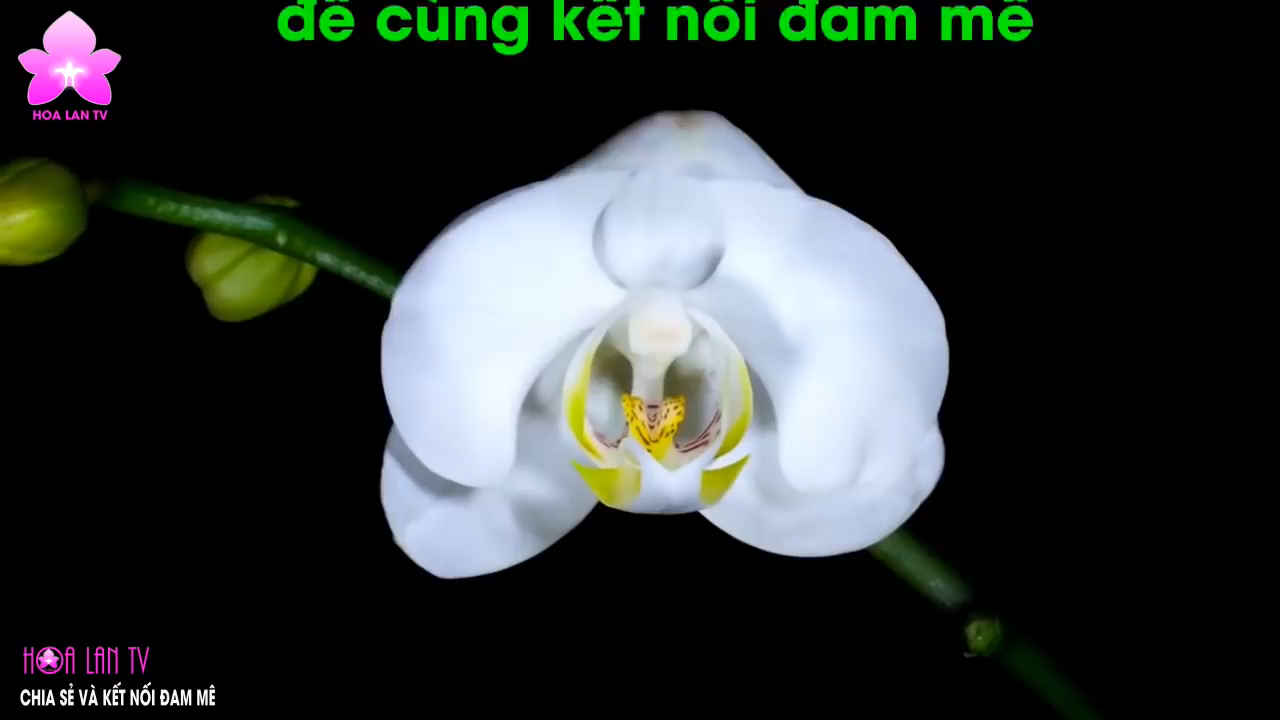 để cùng kết nối đam mê
HOA LAN TV
HOA LAN TV
CHIA SẺ VÀ KẾT NỐI ĐAM MÊ